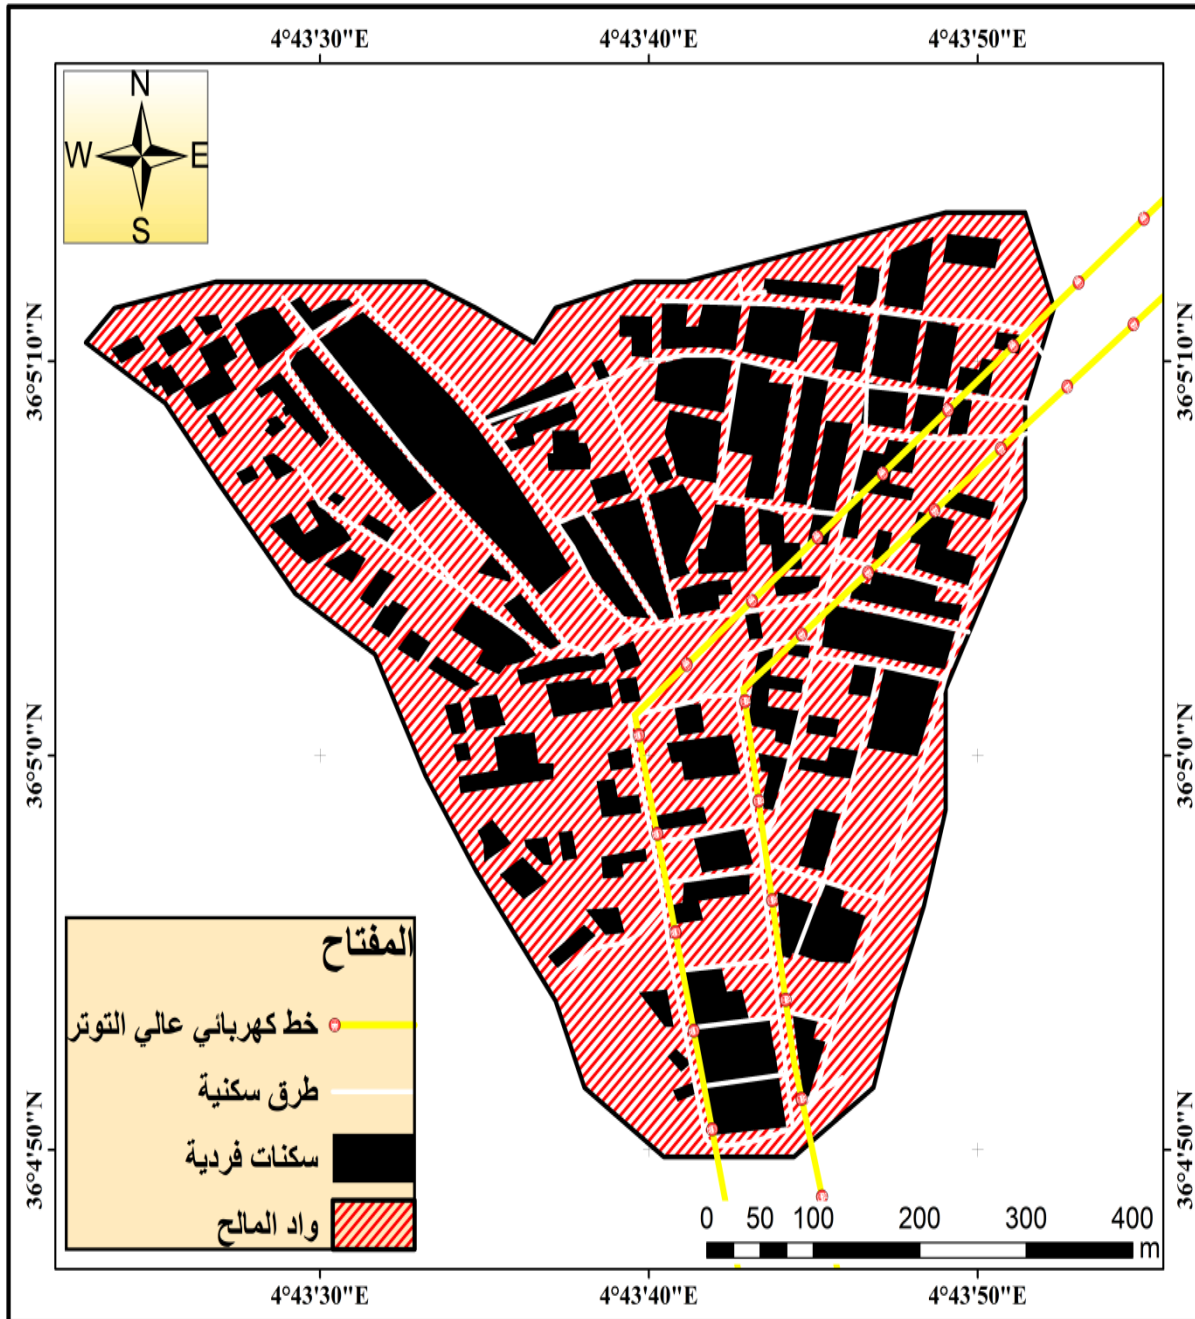 4°43'30"E 4°43'40"E 4°43'50"E
N
W E
S
36°5'10"N 36°5'10"N
36°5'0"N 36°5'0"N
المفتاح
خط كهربائي عالي التوتر
طرق سكنية
سكنات فردية
واد المالح
36°4'50"N 36°4'50"N
0 50 100 200 300 400
m
4°43'30"E 4°43'40"E 4°43'50"E